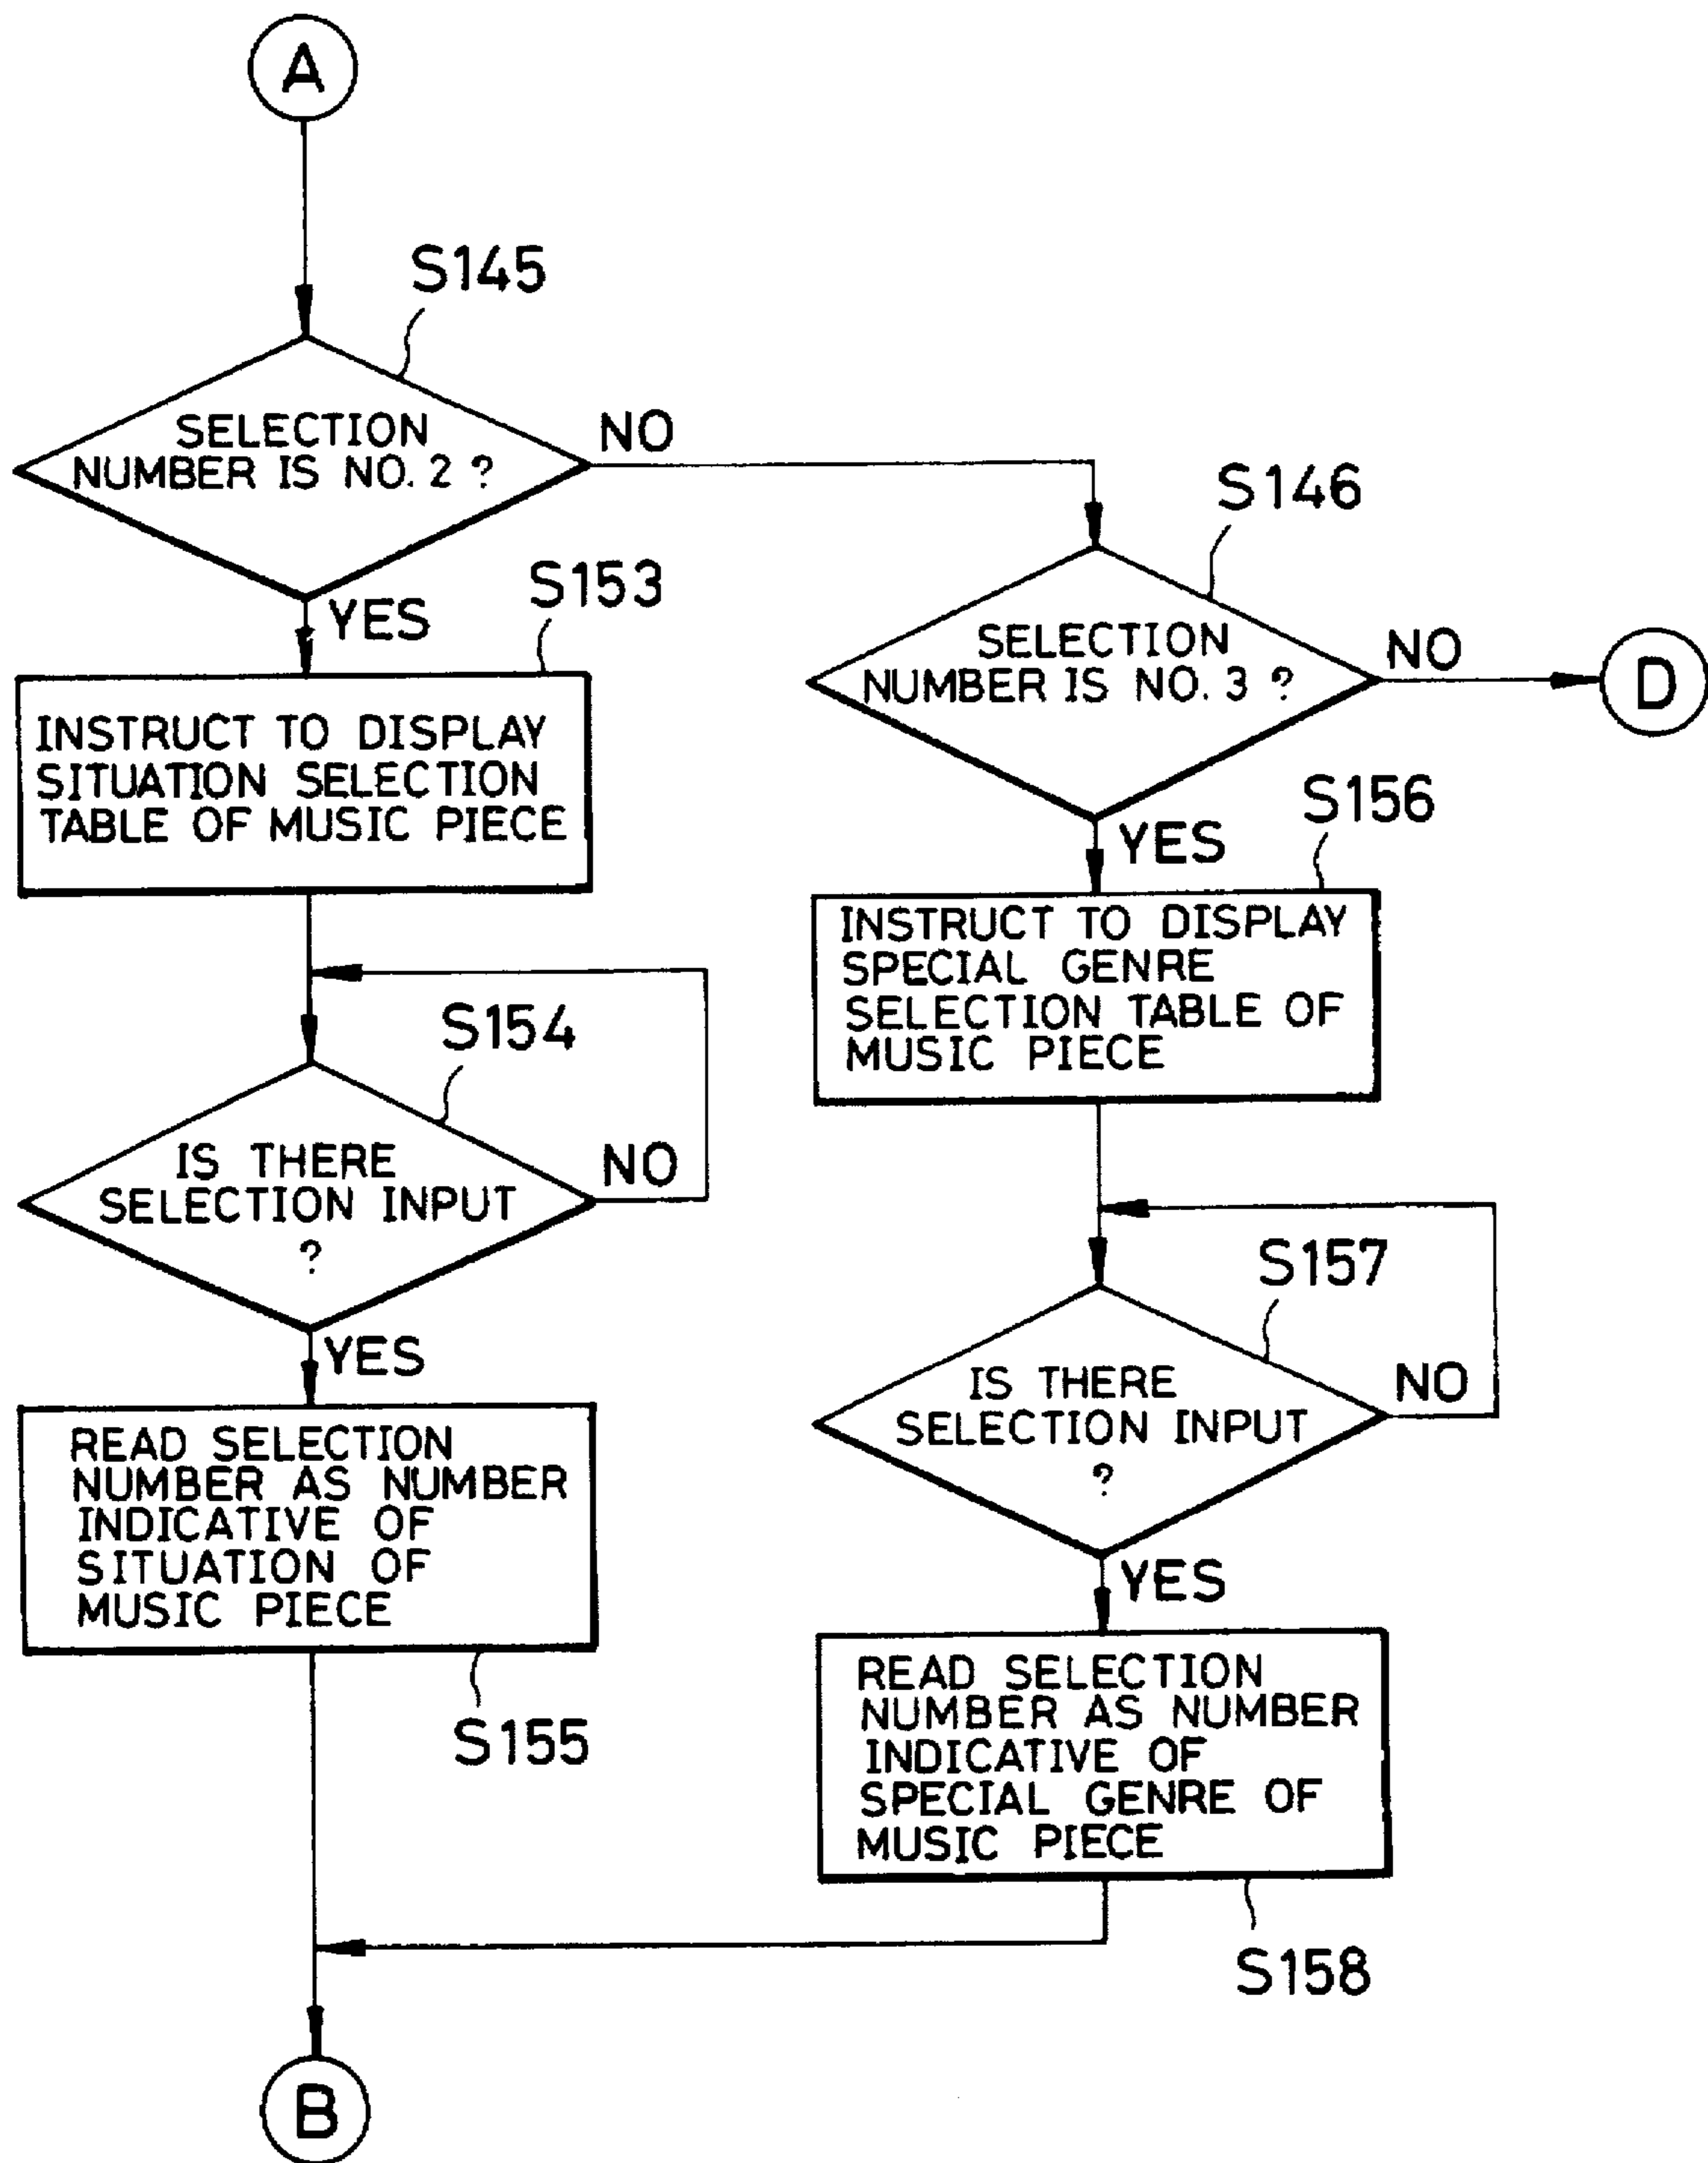 A
S145
SELECTION
NUMBER IS NO. 2 ?
NO
YES
S153
INSTRUCT TO DISPLAY
SITUATION SELECTION
TABLE OF MUSIC PIECE
S154
IS THERE
SELECTION INPUT
?
NO
YES
READ SELECTION
NUMBER AS NUMBER
INDICATIVE OF
SITUATION OF
MUSIC PIECE
S155
S146
SELECTION
NUMBER IS NO. 3 ?
NO
D
YES
S156
INSTRUCT TO DISPLAY
SPECIAL GENRE
SELECTION TABLE OF
MUSIC PIECE
S157
IS THERE
SELECTION INPUT
?
NO
YES
READ SELECTION
NUMBER AS NUMBER
INDICATIVE OF
SPECIAL GENRE OF
MUSIC PIECE
S158
B